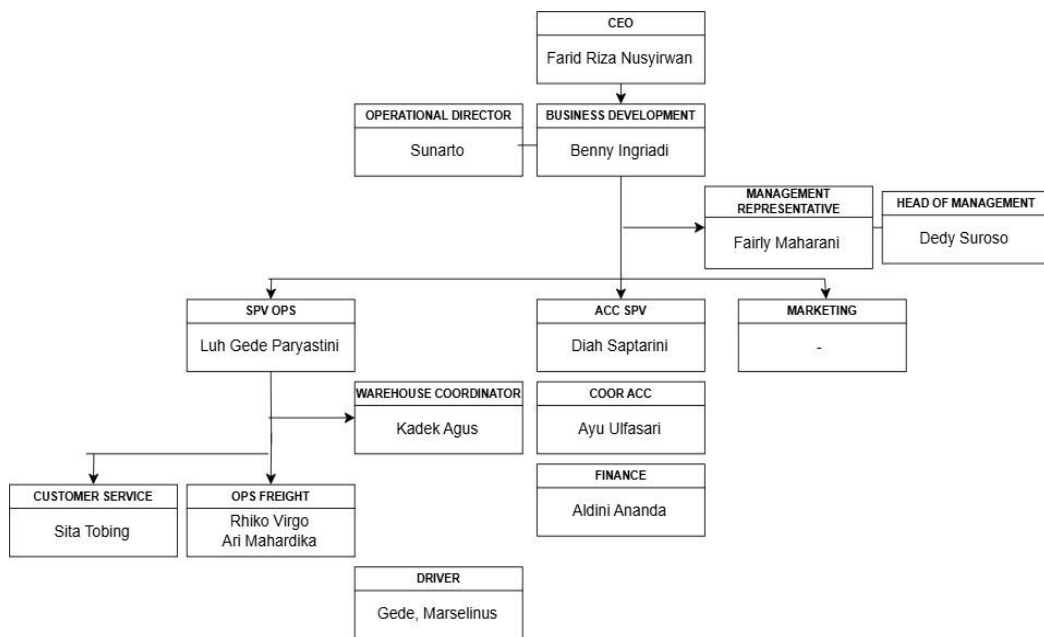 CEO
Farid Riza Nusyirwan
OPERATIONAL DIRECTOR
Sunarto
BUSINESS DEVELOPMENT
Benny Ingriadi
MANAGEMENT
REPRESENTATIVE
Fairly Maharani
HEAD OF MANAGEMENT
Dedy Suroso
SPV OPS
Luh Gede Paryastini
ACC SPV
Diah Saptarini
MARKETING
-
WAREHOUSE COORDINATOR
Kadek Agus
COOR ACC
Ayu Ulfasari
CUSTOMER SERVICE
Sita Tobing
OPS FREIGHT
Rhiko Virgo
Ari Mahardika
FINANCE
Aldini Ananda
DRIVER
Gede, Marselinus